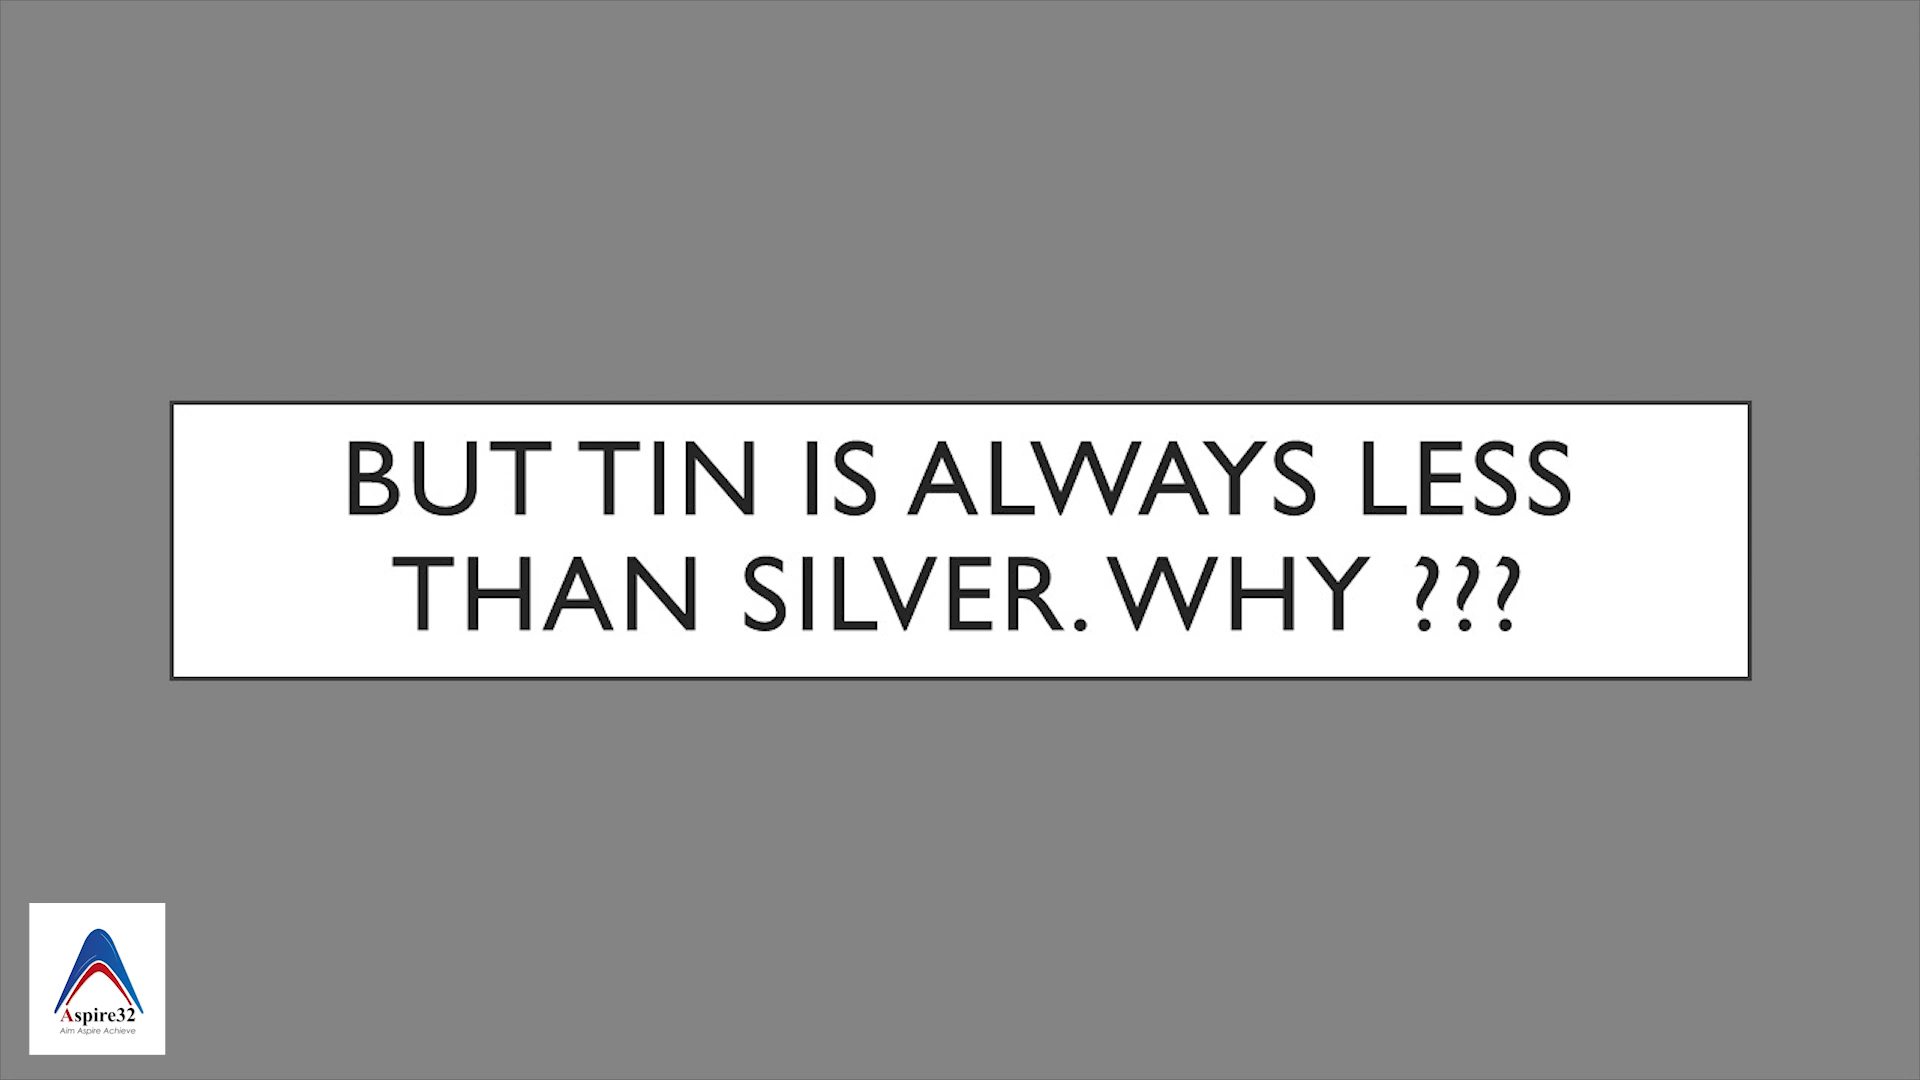 BUT TIN IS ALWAYS LESS
THAN SILVER. WHY ???
Aspire32
Aim Aspire Achieve